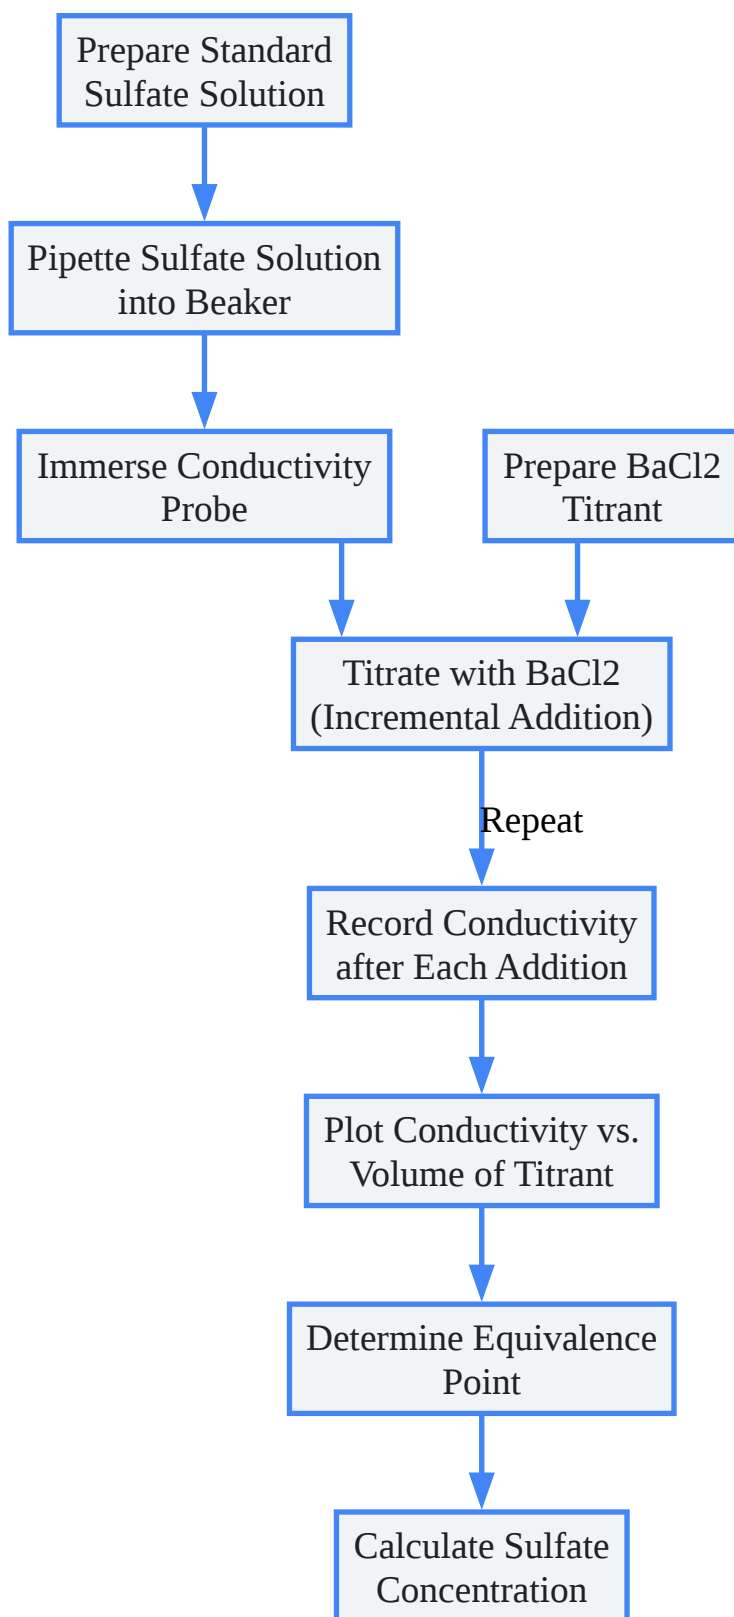 Prepare Standard
Sulfate Solution
Pipette Sulfate Solution
into Beaker
Immerse Conductivity
Probe
Prepare BaCl2
Titrant
Titrate with BaCl2
(Incremental Addition)
Repeat
Record Conductivity
after Each Addition
Plot Conductivity vs.
Volume of Titrant
Determine Equivalence
Point
Calculate Sulfate
Concentration